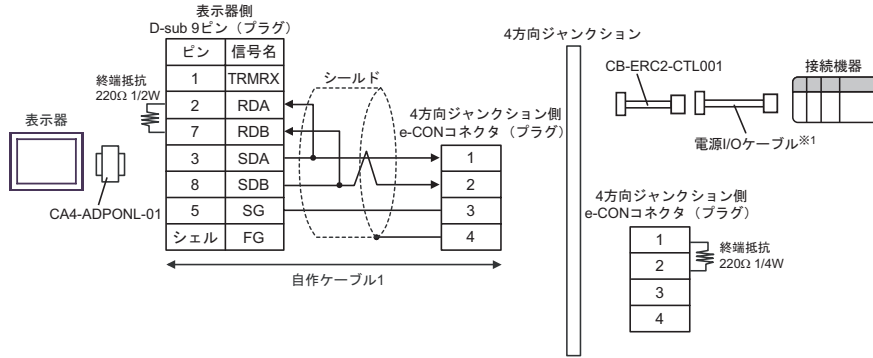 表示器側
D-sub 9ピン（プラグ）
ピン 信号名
1 TRMRX
2 RDA
7 RDB
3 SDA
8 SDB
5 SG
シェル FG
終端抵抗
220Ω 1/2W
表示器
CA4-ADPONL-01
シールド
4方向ジャンクション側
e-CONコネクタ（プラグ）
1
2
3
4
自作ケーブル1
4方向ジャンクション
CB-ERC2-CTL001
接続機器
電源I/Oケーブル※1
4方向ジャンクション側
e-CONコネクタ（プラグ）
1
2
3
4
終端抵抗
220Ω 1/4W